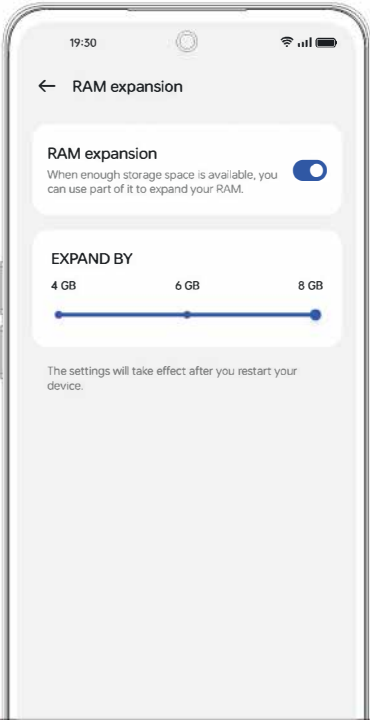 19:30
RAM expansion
RAM expansion
When enough storage space is available, you
can use part of it to expand your RAM.
EXPAND BY
4 GB 6 GB 8 GB
The settings will take effect after you restart your
device.